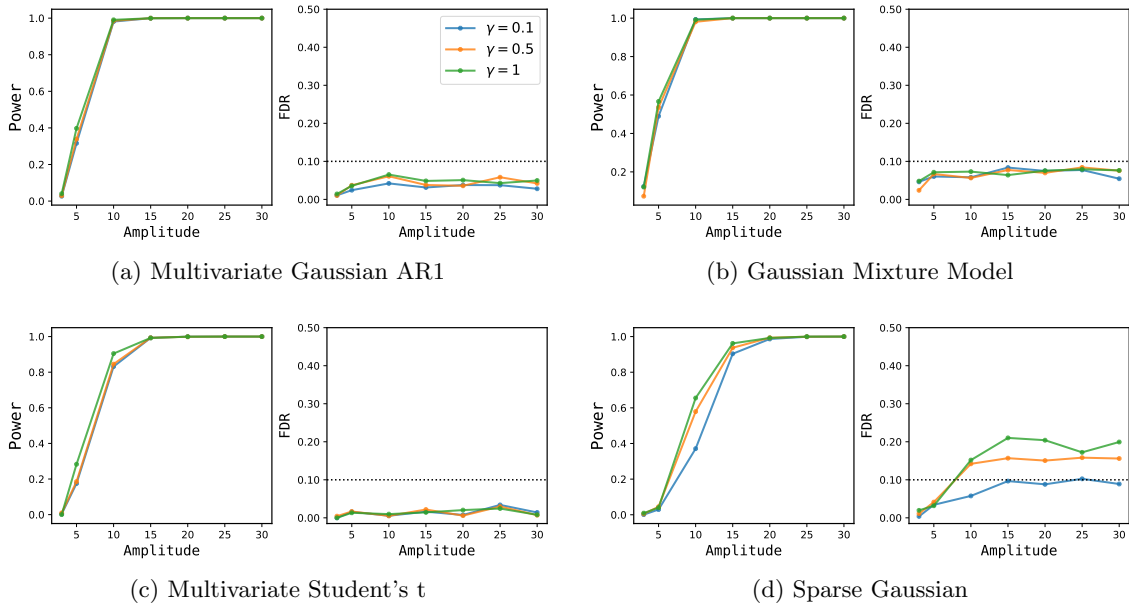 1.0
0.8
0.6
0.4
0.2
0.0
Power
5 10 15 20 25 30
Amplitude
0.50
0.40
0.30
0.20
0.10
0.00
FDR
γ = 0.1
γ = 0.5
γ = 1
5 10 15 20 25 30
Amplitude
(a) Multivariate Gaussian AR1
1.0
0.8
0.6
0.4
0.2
Power
5 10 15 20 25 30
Amplitude
0.50
0.40
0.30
0.20
0.10
0.00
FDR
5 10 15 20 25 30
Amplitude
(b) Gaussian Mixture Model
1.0
0.8
0.6
0.4
0.2
0.0
Power
5 10 15 20 25 30
Amplitude
0.50
0.40
0.30
0.20
0.10
0.00
FDR
5 10 15 20 25 30
Amplitude
(c) Multivariate Student's t
1.0
0.8
0.6
0.4
0.2
0.0
Power
5 10 15 20 25 30
Amplitude
0.50
0.40
0.30
0.20
0.10
0.00
FDR
5 10 15 20 25 30
Amplitude
(d) Sparse Gaussian